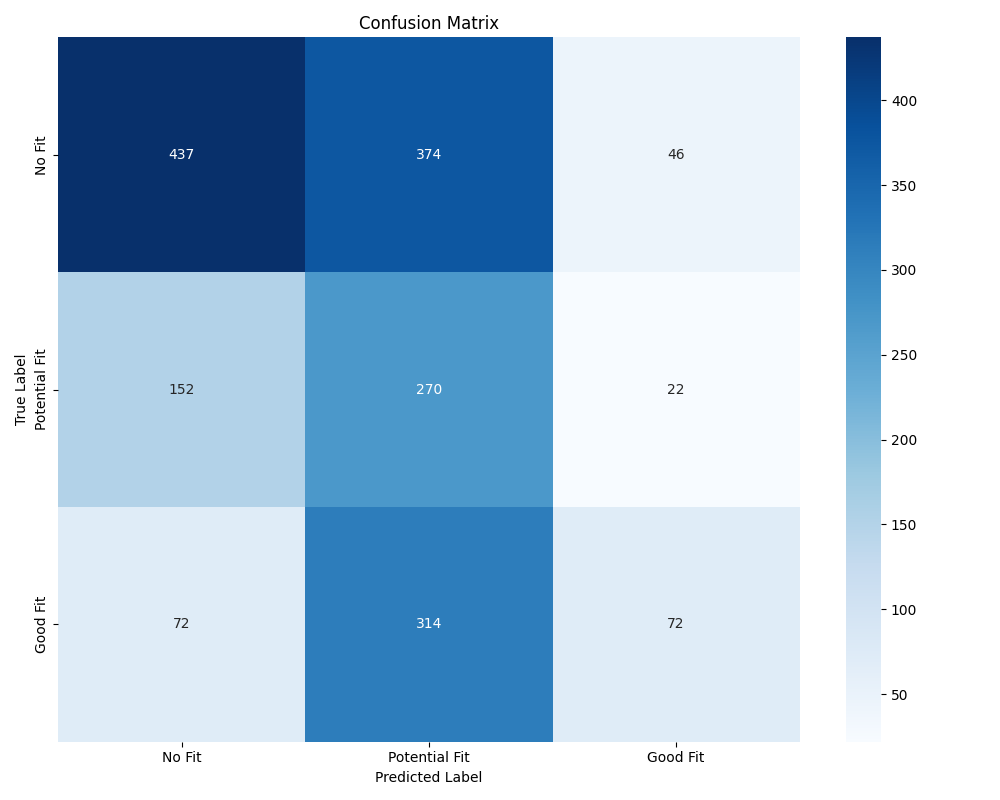 Confusion Matrix
No Fit
437 374 46
400
350
300
True Label
Potential Fit
152 270 22
250
200
150
Good Fit
72 314 72
100
50
No Fit Potential Fit Good Fit
Predicted Label